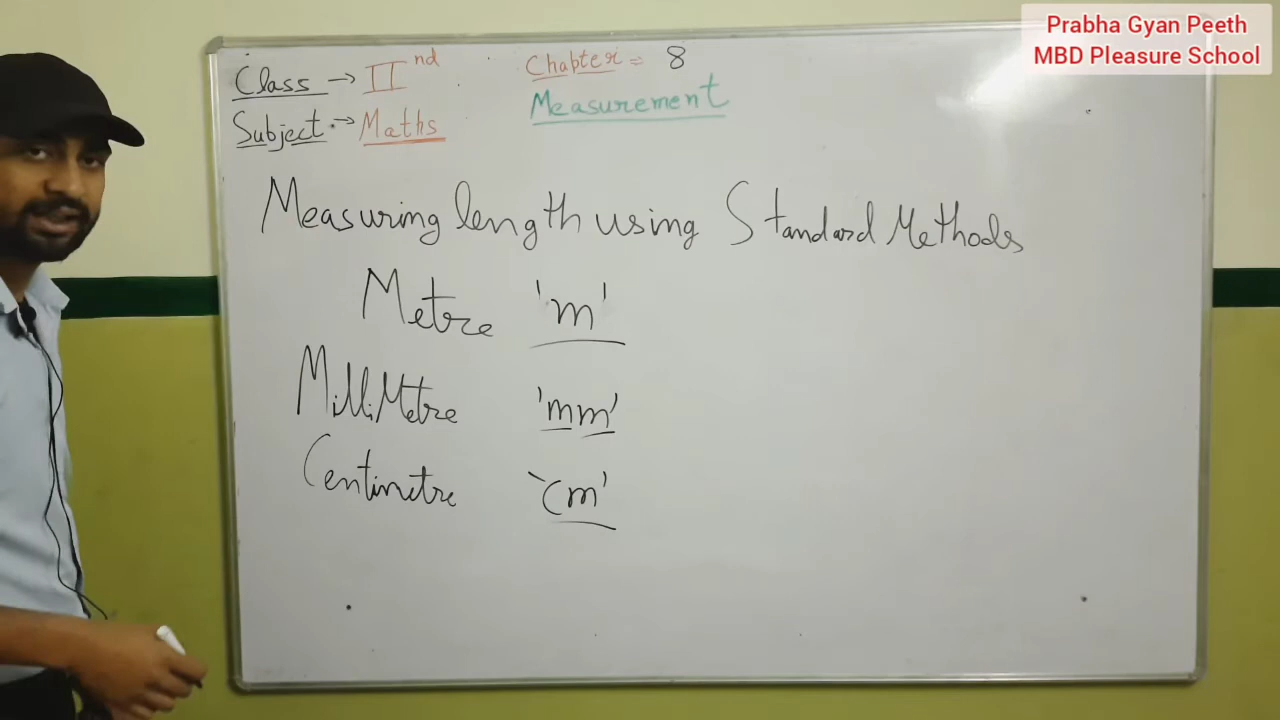 Prabha Gyan Peeth
MBD Pleasure School
Class → IInd
Chapter = 8
Subject → Maths
Measurement
Measuring length using Standard Methods
Metre 'm'
MilliMetre 'mm'
Centimetre 'cm'